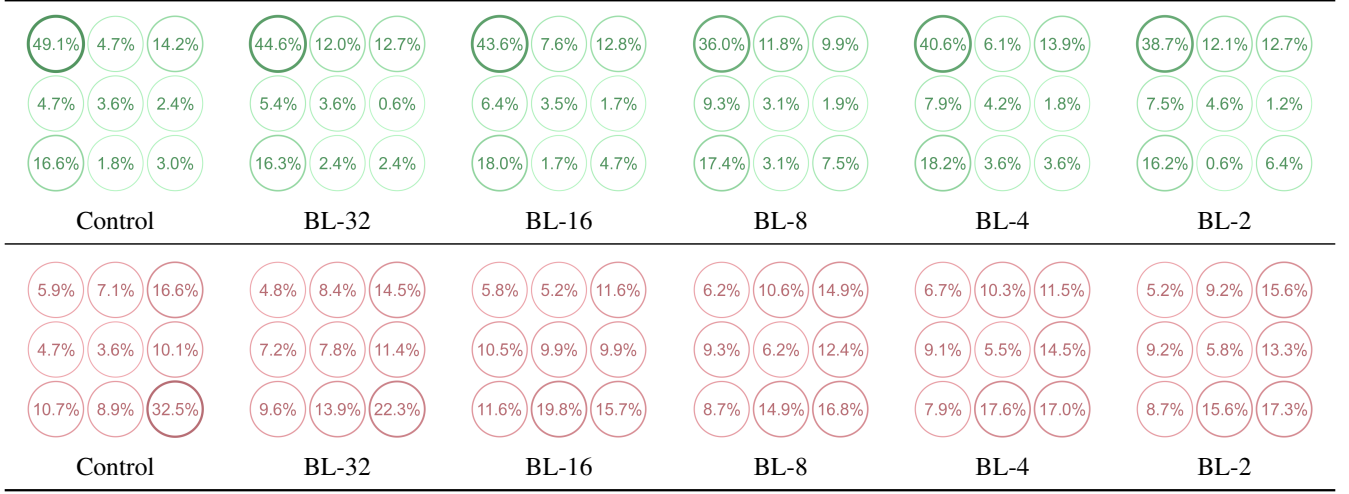 49.1% 4.7% 14.2% 44.6% 12.0% 12.7% 43.6% 7.6% 12.8% 36.0% 11.8% 9.9% 40.6% 6.1% 13.9% 38.7% 12.1% 12.7%
4.7% 3.6% 2.4% 5.4% 3.6% 0.6% 6.4% 3.5% 1.7% 9.3% 3.1% 1.9% 7.9% 4.2% 1.8% 7.5% 4.6% 1.2%
16.6% 1.8% 3.0% 16.3% 2.4% 2.4% 18.0% 1.7% 4.7% 17.4% 3.1% 7.5% 18.2% 3.6% 3.6% 16.2% 0.6% 6.4%
Control BL-32 BL-16 BL-8 BL-4 BL-2
5.9% 7.1% 16.6% 4.8% 8.4% 14.5% 5.8% 5.2% 11.6% 6.2% 10.6% 14.9% 6.7% 10.3% 11.5% 5.2% 9.2% 15.6%
4.7% 3.6% 10.1% 7.2% 7.8% 11.4% 10.5% 9.9% 9.9% 9.3% 6.2% 12.4% 9.1% 5.5% 14.5% 9.2% 5.8% 13.3%
10.7% 8.9% 32.5% 9.6% 13.9% 22.3% 11.6% 19.8% 15.7% 8.7% 14.9% 16.8% 7.9% 17.6% 17.0% 8.7% 15.6% 17.3%
Control BL-32 BL-16 BL-8 BL-4 BL-2